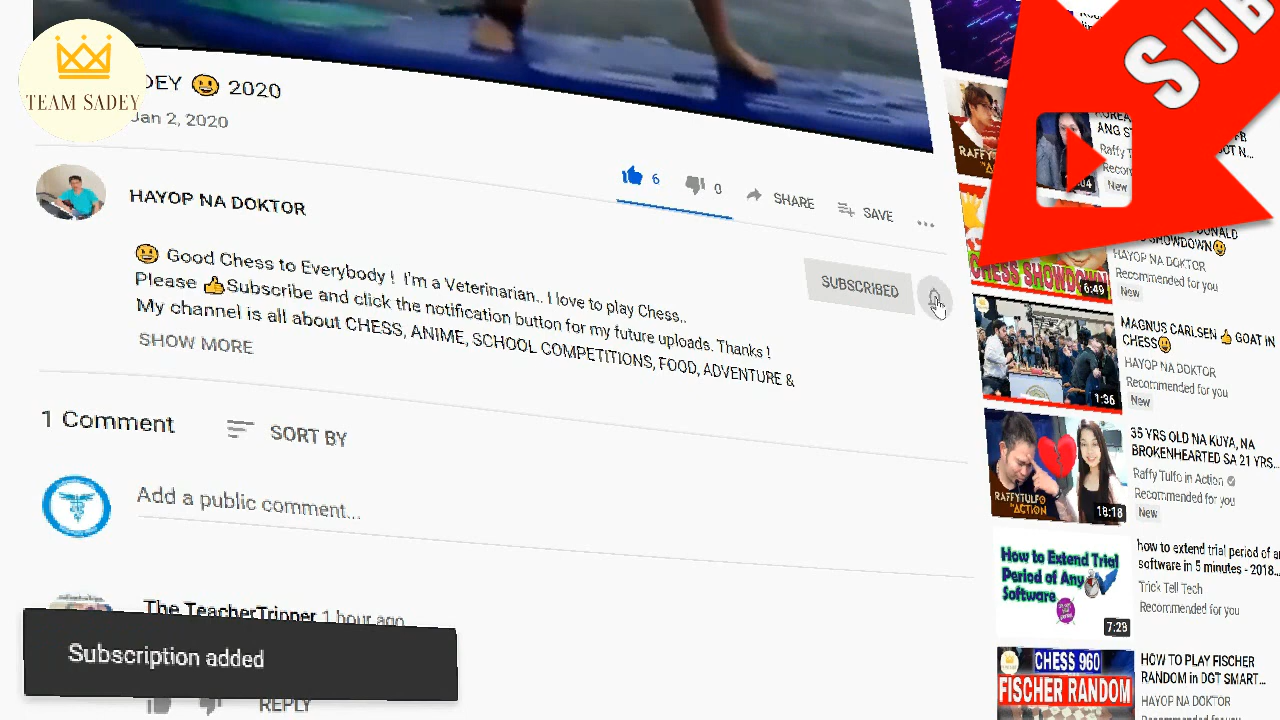 TEAM SADEY
DEY 😀 2020
Jan 2, 2020
6
0
SHARE
SAVE
HAYOP NA DOKTOR
😀 Good Chess to Everybody ! I'm a Veterinarian.. I love to play Chess..
Please 👍Subscribe and click the notification button for my future uploads. Thanks !
My channel is all about CHESS, ANIME, SCHOOL COMPETITIONS, FOOD, ADVENTURE &
SHOW MORE
SUBSCRIBED
1 Comment
SORT BY
Add a public comment...
The TeacherTripper 1 hour ago
Subscription added
REPLY
SUB
ANG
Raffy
New
CHESS SHOWDOWN
6:49
SHOWDOWN😀
HAYOP NA DOKTOR
Recommended for you
New
1:36
MAGNUS CARLSEN 👍 GOAT IN
CHESS😀
HAYOP NA DOKTOR
Recommended for you
New
RAFFYTULFO
IN ACTION
18:18
35 YRS OLD NA KUYA, NA
BROKENHEARTED SA 21 YRS...
Raffy Tulfo in Action
Recommended for you
New
How to Extend Trial
Period of Any
Software
7:23
how to extend trial period of a
software in 5 minutes - 2018...
Trick Tell Tech
Recommended for you
CHESS 960
FISCHER RANDOM
HOW TO PLAY FISCHER
RANDOM in DGT SMART...
HAYOP NA DOKTOR
Recommended for you